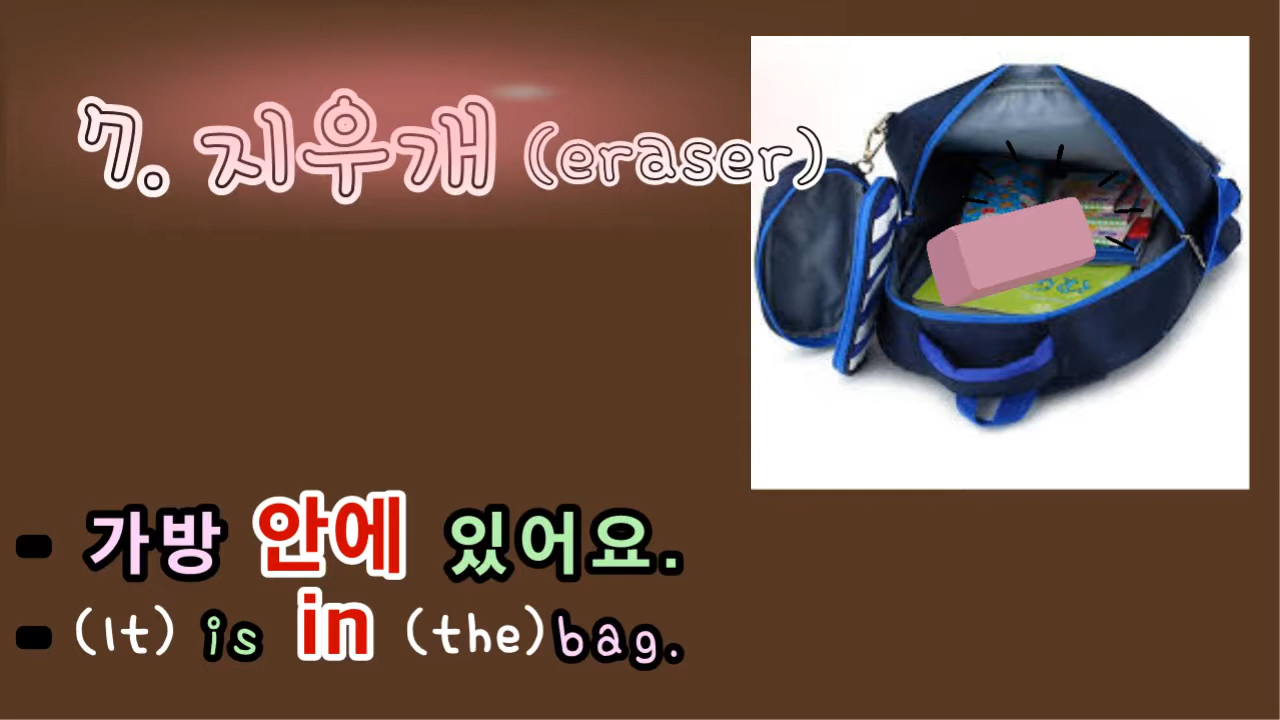 7. 지우개 (eraser)
- 가방 안에 있어요.
- (It) is in (the)bag.